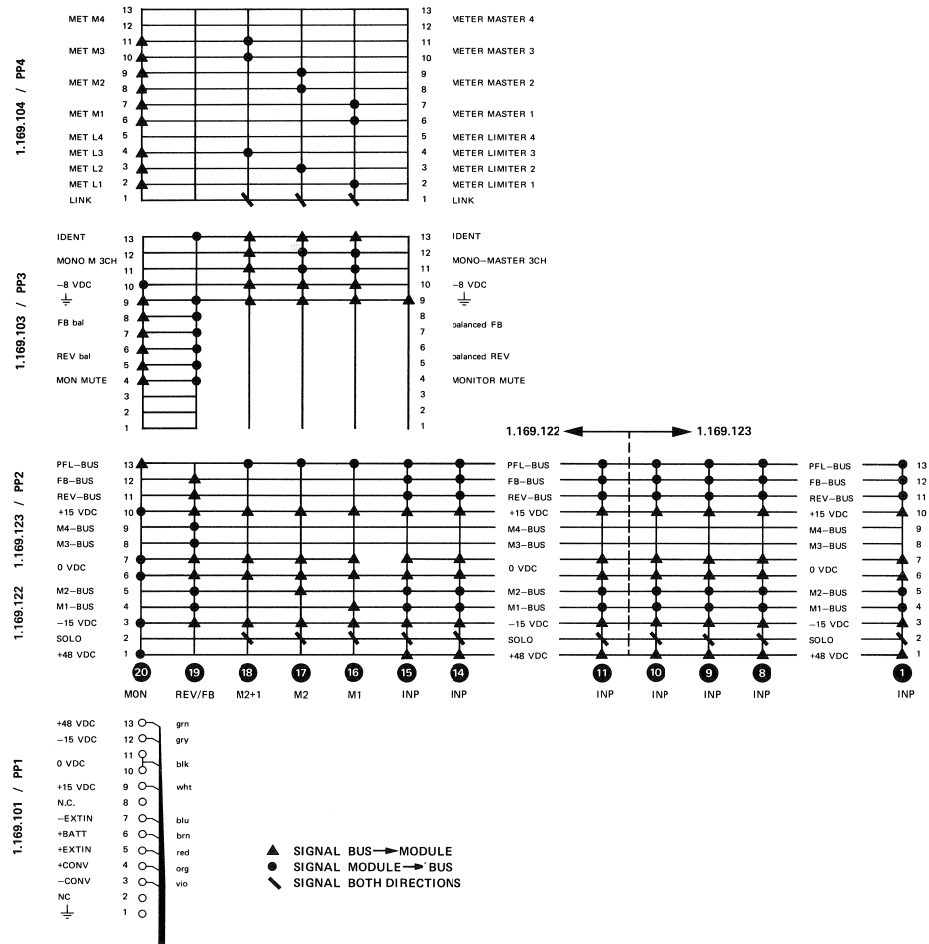 1.169.104 / PP4
13 13
MET M4 METER MASTER 4
12 12
11 11
MET M3 METER MASTER 3
10 10
9 9
MET M2 METER MASTER 2
8 8
7 7
MET M1 METER MASTER 1
6 6
MET L4 5 5 METER LIMITER 4
MET L3 4 4 METER LIMITER 3
MET L2 3 3 METER LIMITER 2
MET L1 2 2 METER LIMITER 1
LINK 1 1 LINK
1.169.103 / PP3
IDENT 13 13 IDENT
12 12
MONO M 3CH MONO-MASTER 3CH
11 11
-8 VDC 10 10 -8 VDC
9 9
8 8
FB bal balanced FB
7 7
6 6
REV bal balanced REV
5 5
MON MUTE 4 4 MONITOR MUTE
3 3
2 2
1 1
1.169.122 1.169.123
1.169.122 1.169.123 / PP2
PFL-BUS 13 PFL-BUS PFL-BUS 13
FB-BUS 12 FB-BUS FB-BUS 12
REV-BUS 11 REV-BUS REV-BUS 11
+15 VDC 10 +15 VDC +15 VDC 10
M4-BUS 9 M4-BUS M4-BUS 9
M3-BUS 8 M3-BUS M3-BUS 8
7 7
0 VDC 0 VDC 0 VDC
6 6
M2-BUS 5 M2-BUS M2-BUS 5
M1-BUS 4 M1-BUS M1-BUS 4
-15 VDC 3 -15 VDC -15 VDC 3
SOLO 2 SOLO SOLO 2
+48 VDC 1 +48 VDC +48 VDC 1
20 19 18 17 16 15 14 11 10 9 8 1
MON REV/FB M2+1 M2 M1 INP INP INP INP INP INP INP
1.169.101 / PP1
+48 VDC 13 grn
-15 VDC 12 gry
11
0 VDC blk
10
+15 VDC 9 wht
N.C. 8
-EXTIN 7 blu
+BATT 6 brn
+EXTIN 5 red
+CONV 4 org
-CONV 3 vio
NC 2
1
SIGNAL BUS → MODULE
SIGNAL MODULE → BUS
SIGNAL BOTH DIRECTIONS